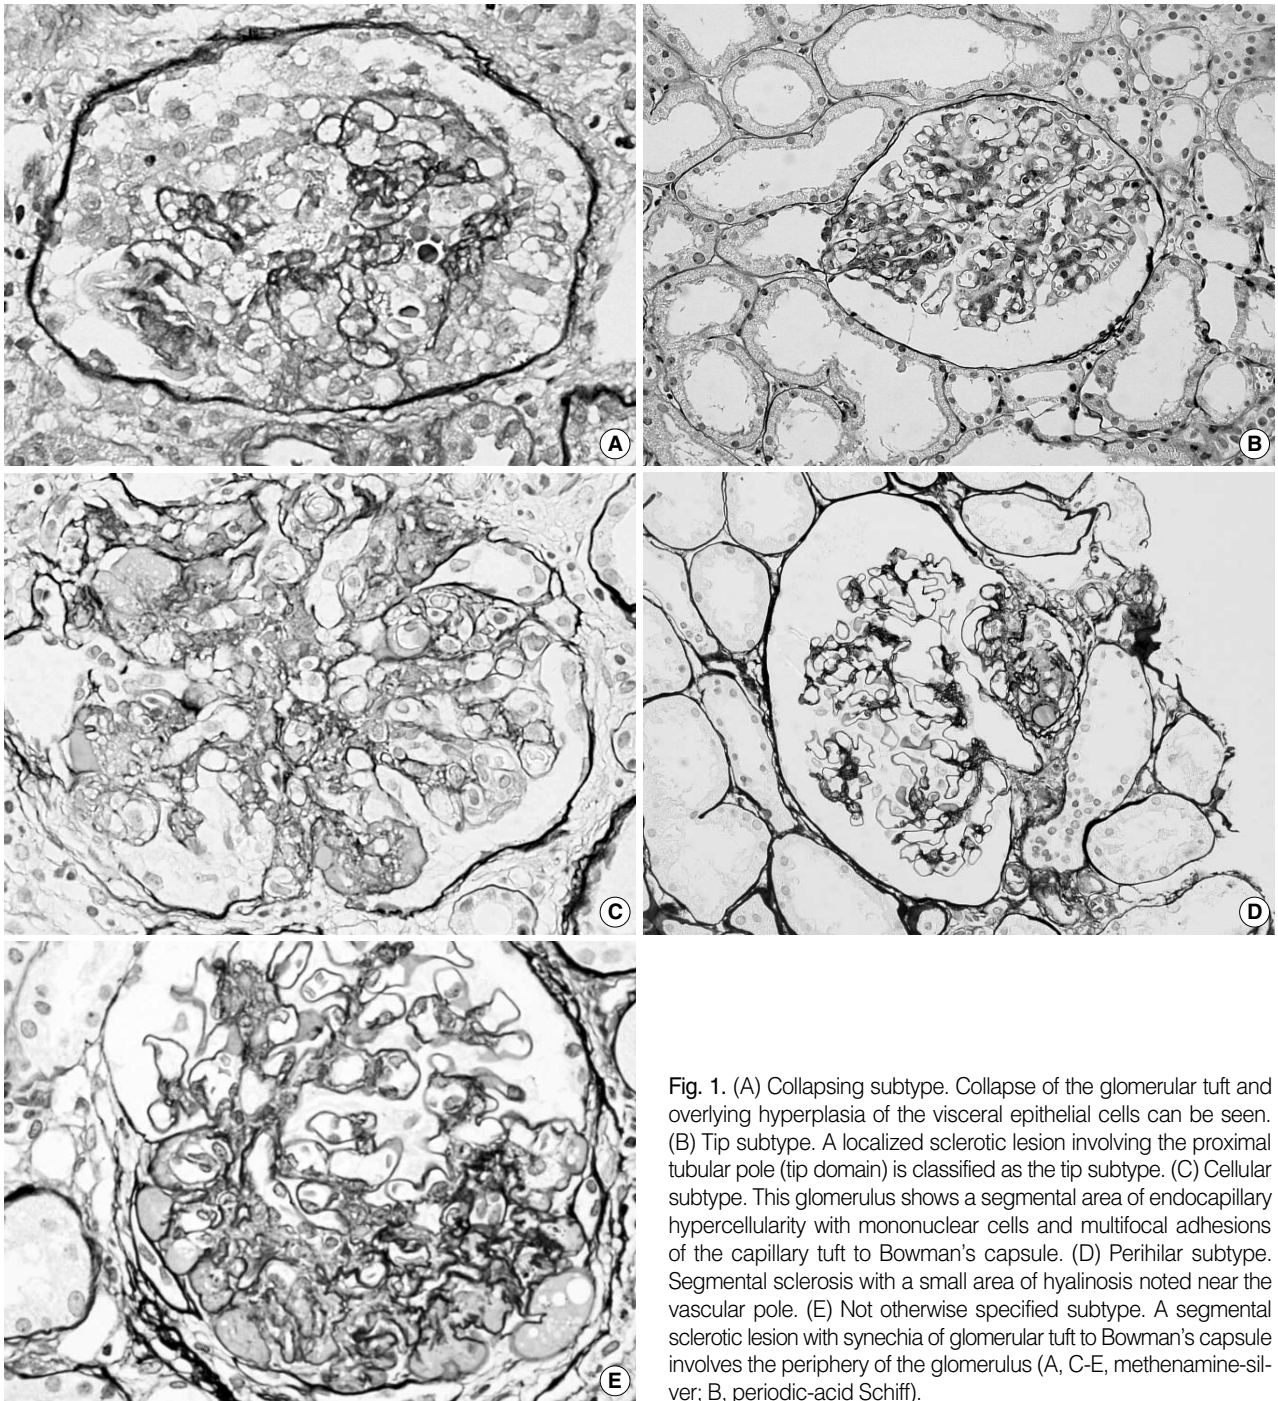 A
B
C
D
E
Fig. 1. (A) Collapsing subtype. Collapse of the glomerular tuft and
overlying hyperplasia of the visceral epithelial cells can be seen.
(B) Tip subtype. A localized sclerotic lesion involving the proximal
tubular pole (tip domain) is classified as the tip subtype. (C) Cellular
subtype. This glomerulus shows a segmental area of endocapillary
hypercellularity with mononuclear cells and multifocal adhesions
of the capillary tuft to Bowman's capsule. (D) Perihilar subtype.
Segmental sclerosis with a small area of hyalinosis noted near the
vascular pole. (E) Not otherwise specified subtype. A segmental
sclerotic lesion with synechia of glomerular tuft to Bowman's capsule
involves the periphery of the glomerulus (A, C-E, methenamine-sil-
ver; B, periodic-acid Schiff).